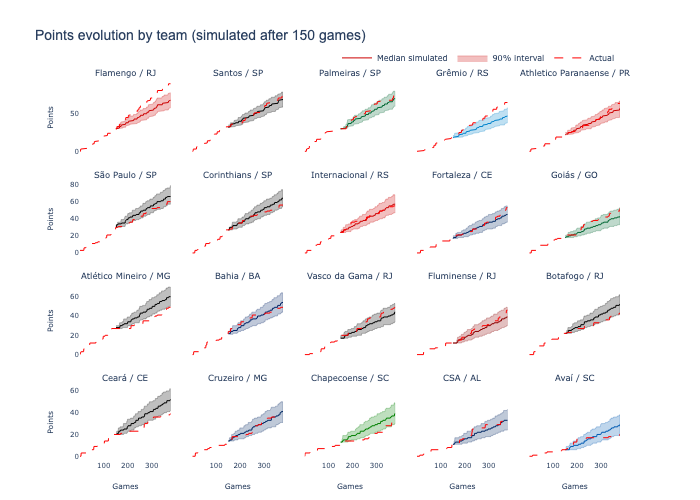 Points evolution by team (simulated after 150 games)
Median simulated 90% interval Actual
Flamengo / RJ Santos / SP Palmeiras / SP Grêmio / RS Athletico Paranaense / PR
Points
50
0
São Paulo / SP Corinthians / SP Internacional / RS Fortaleza / CE Goiás / GO
Points
80
60
40
20
0
Atlético Mineiro / MG Bahia / BA Vasco da Gama / RJ Fluminense / RJ Botafogo / RJ
Points
60
40
20
0
Ceará / CE Cruzeiro / MG Chapecoense / SC CSA / AL Avaí / SC
Points
60
40
20
0
100 200 300 100 200 300 100 200 300 100 200 300 100 200 300
Games Games Games Games Games